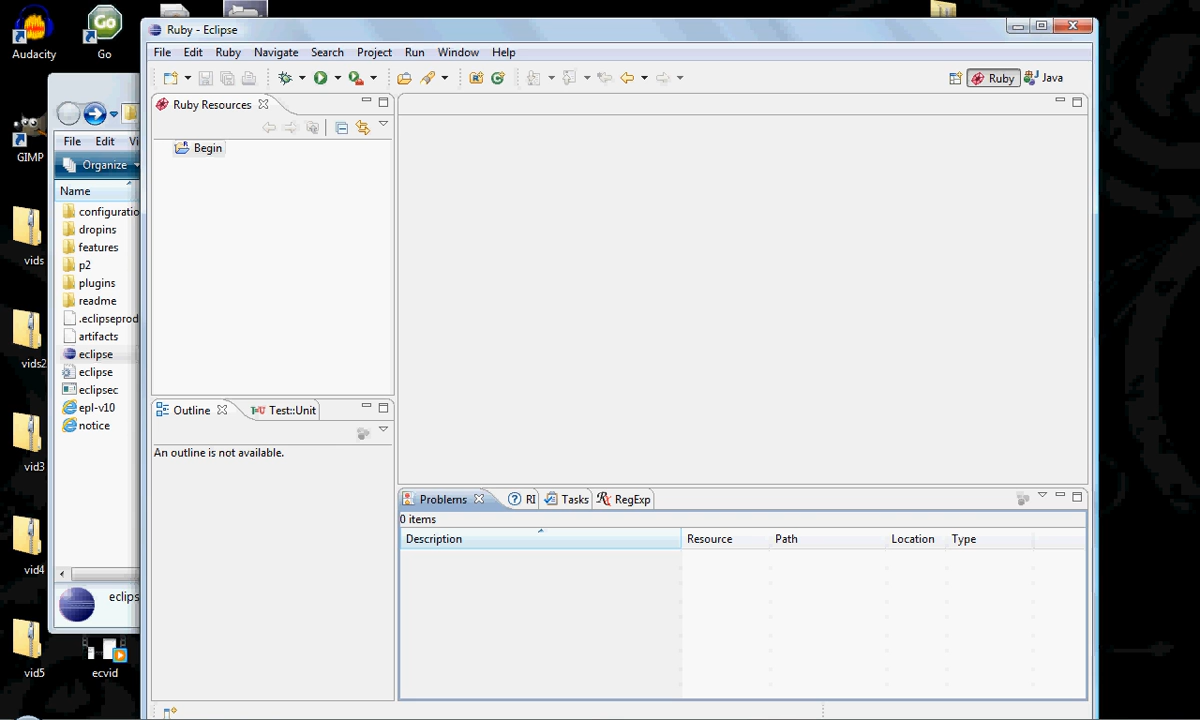 Audacity
Go
GIMP
vids
vids2
vid3
vid4
vid5
ecvid
File Edit
Organize
Name
configuratio
dropins
features
p2
plugins
readme
.eclipseprod
artifacts
eclipse
eclipse
eclipsec
epl-v10
notice
eclips
Ruby - Eclipse
File Edit Ruby Navigate Search Project Run Window Help
Ruby Java
Ruby Resources
Begin
Outline Test::Unit
An outline is not available.
Problems RI Tasks RegExp
0 items
Description Resource Path Location Type